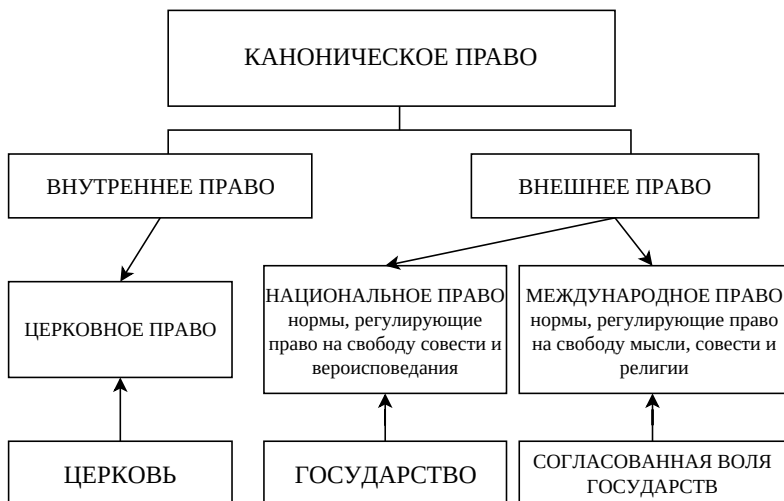 КАНОНИЧЕСКОЕ ПРАВО
ВНУТРЕННЕЕ ПРАВО
ВНЕШНЕЕ ПРАВО
ЦЕРКОВНОЕ ПРАВО
НАЦИОНАЛЬНОЕ ПРАВО
нормы, регулирующие
право на свободу совести и
вероисповедания
МЕЖДУНАРОДНОЕ ПРАВО
нормы, регулирующие право
на свободу мысли, совести и
религии
ЦЕРКОВЬ
ГОСУДАРСТВО
СОГЛАСОВАННАЯ ВОЛЯ
ГОСУДАРСТВ